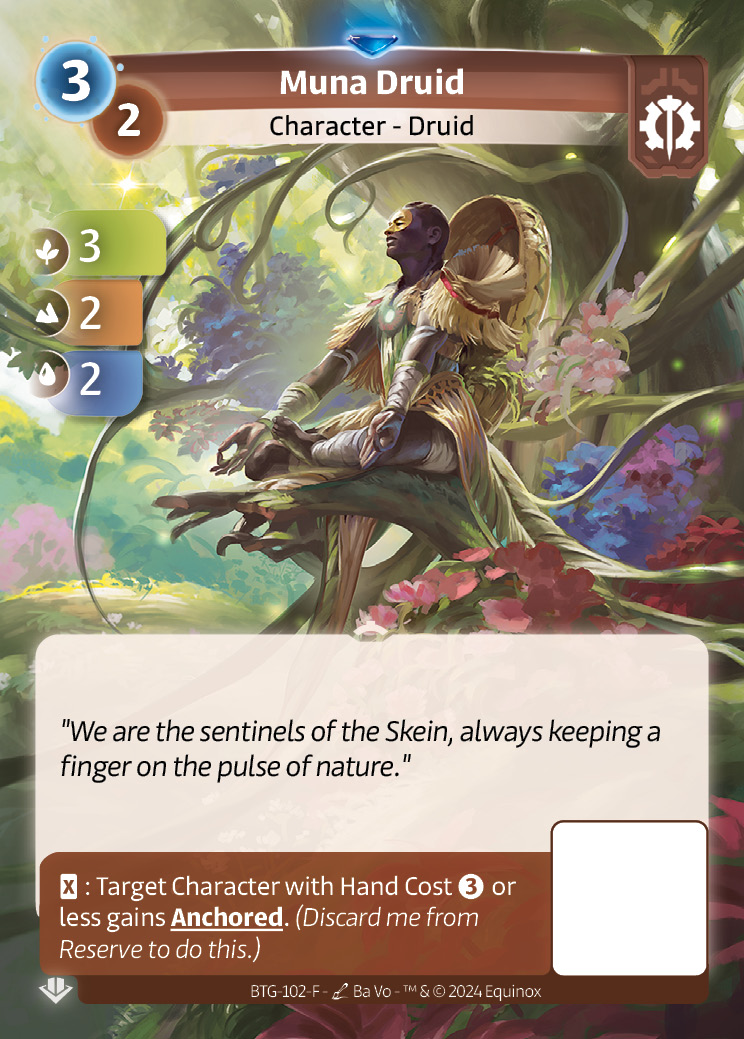 3
Muna Druid
2
Character - Druid
3
2
2
"We are the sentinels of the Skein, always keeping a
finger on the pulse of nature."
X : Target Character with Hand Cost 3 or
less gains Anchored. (Discard me from
Reserve to do this.)
BTG-102-F - Ba Vo - ™ & © 2024 Equinox